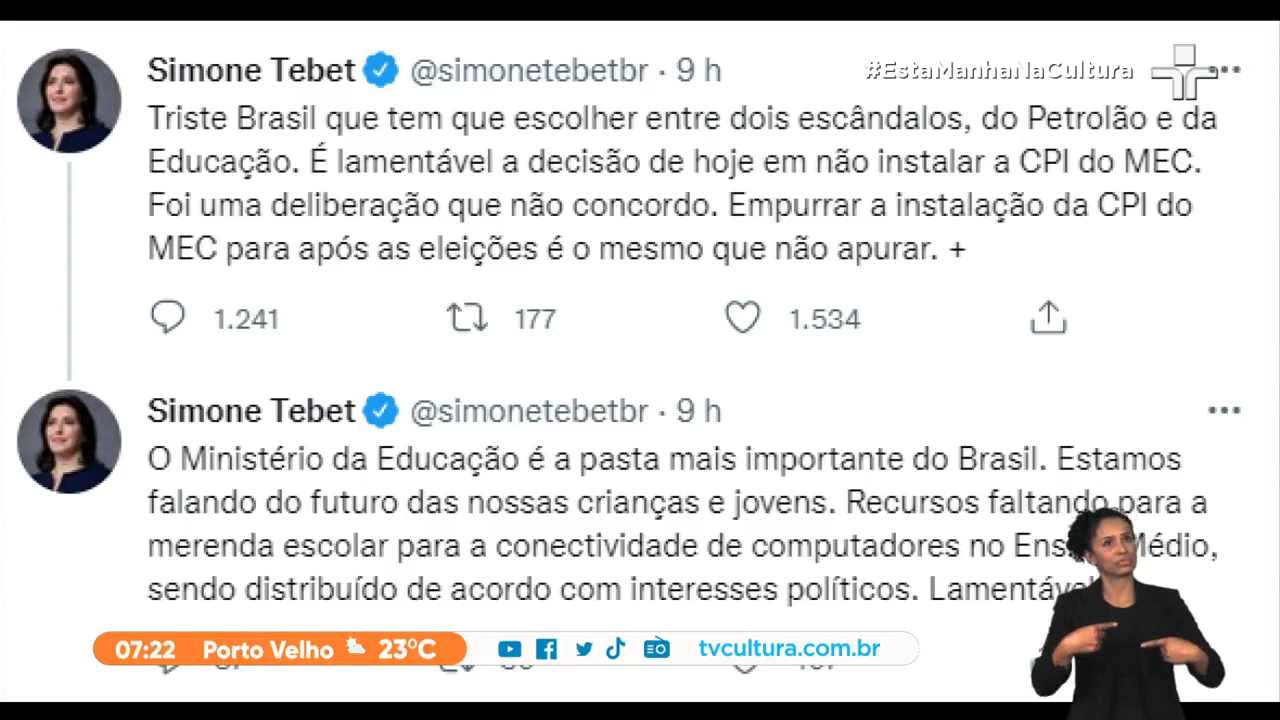 Simone Tebet @simonetebetbr · 9 h
#EstaManhaNaCultura
Triste Brasil que tem que escolher entre dois escândalos, do Petrolão e da
Educação. É lamentável a decisão de hoje em não instalar a CPI do MEC.
Foi uma deliberação que não concordo. Empurrar a instalação da CPI do
MEC para após as eleições é o mesmo que não apurar. +
1.241 177 1.534
Simone Tebet @simonetebetbr · 9 h
O Ministério da Educação é a pasta mais importante do Brasil. Estamos
falando do futuro das nossas crianças e jovens. Recursos faltando para a
merenda escolar para a conectividade de computadores no Médio,
sendo distribuído de acordo com interesses políticos.
07:22 Porto Velho 23ºC tvcultura.com.br